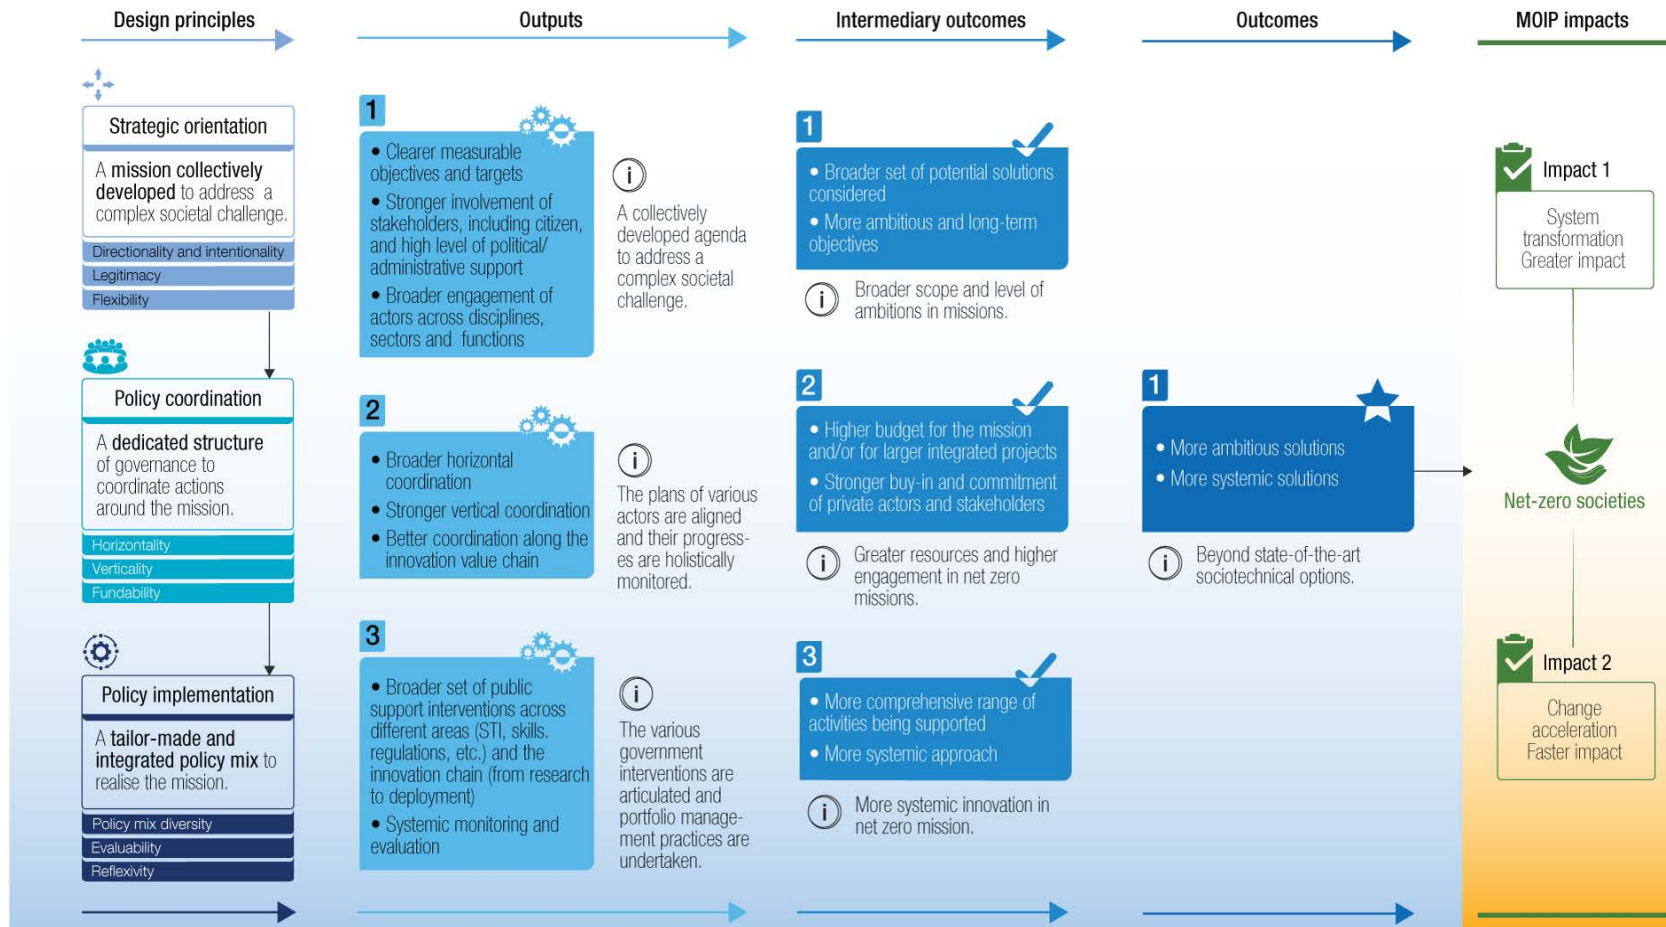 Design principles
Outputs
Intermediary outcomes
Outcomes
MOIP impacts
Strategic orientation
A mission collectively
developed to address a
complex societal challenge.
Directionality and intentionality
Legitimacy
Flexibility
Policy coordination
A dedicated structure
of governance to
coordinate actions
around the mission.
Horizontality
Verticality
Fundability
Policy implementation
A tailor-made and
integrated policy mix to
realise the mission.
Policy mix diversity
Evaluability
Reflexivity
1
• Clearer measurable
objectives and targets
• Stronger involvement of
stakeholders, including citizen,
and high level of political/
administrative support
• Broader engagement of
actors across disciplines,
sectors and functions
i
A collectively
developed agenda
to address a
complex societal
challenge.
2
• Broader horizontal
coordination
• Stronger vertical coordination
• Better coordination along the
innovation value chain
i
The plans of various
actors are aligned
and their progress-
es are holistically
monitored.
3
• Broader set of public
support interventions across
different areas (STI, skills.
regulations, etc.) and the
innovation chain (from research
to deployment)
• Systemic monitoring and
evaluation
i
The various
government
interventions are
articulated and
portfolio manage-
ment practices are
undertaken.
1
• Broader set of potential solutions
considered
• More ambitious and long-term
objectives
i
Broader scope and level of
ambitions in missions.
2
• Higher budget for the mission
and/or for larger integrated projects
• Stronger buy-in and commitment
of private actors and stakeholders
i
Greater resources and higher
engagement in net zero
missions.
3
• More comprehensive range of
activities being supported
• More systemic approach
i
More systemic innovation in
net zero mission.
1
• More ambitious solutions
• More systemic solutions
i
Beyond state-of-the-art
sociotechnical options.
Impact 1
System
transformation
Greater impact
Net-zero societies
Impact 2
Change
acceleration
Faster impact